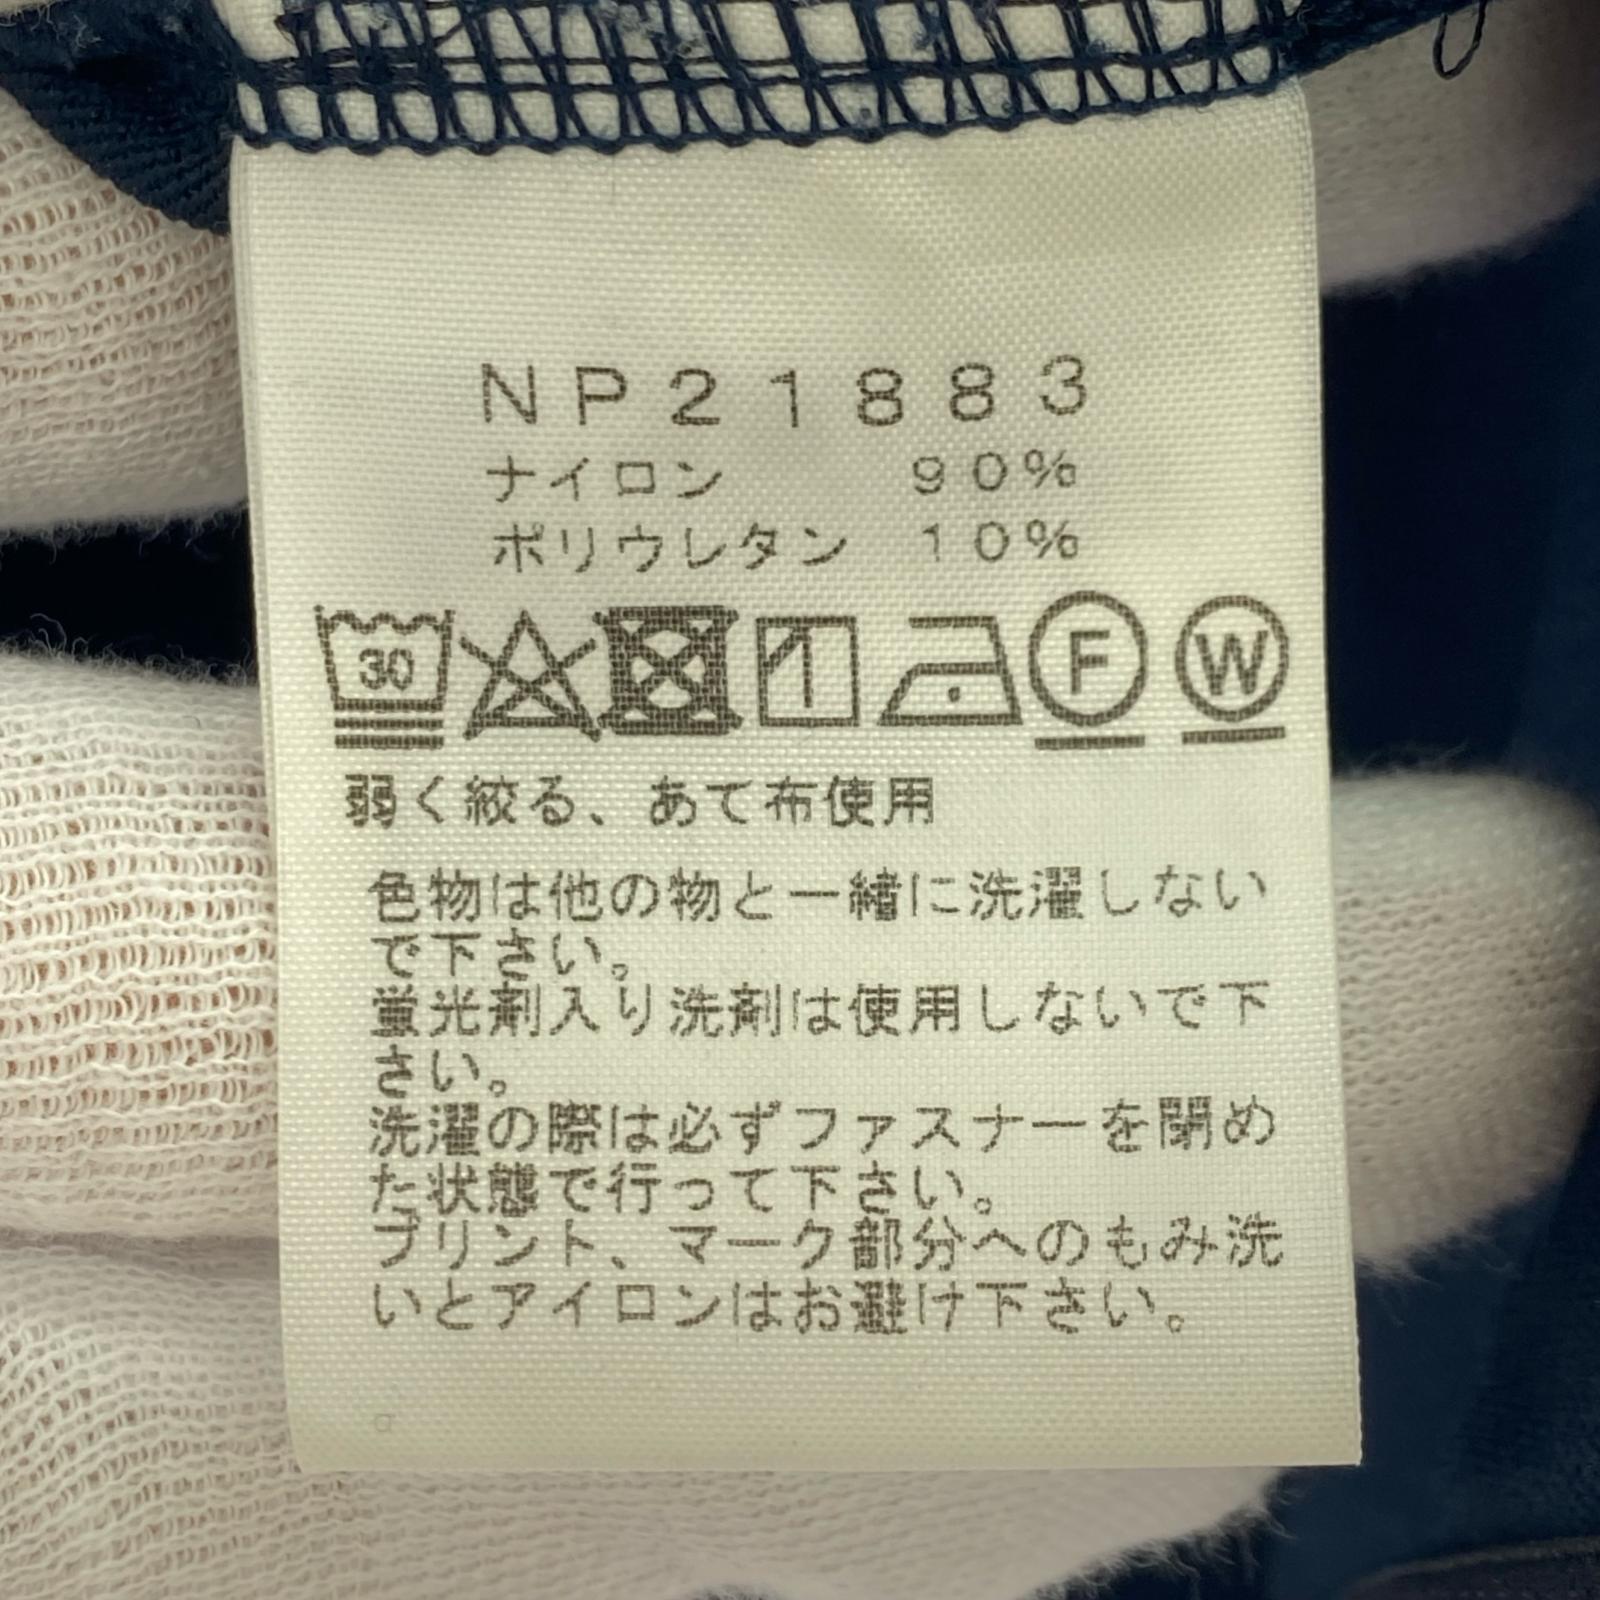 NP21883
ナイロン 90%
ポリウレタン 10%
30 F W
弱く絞る、あて布使用
色物は他の物と一緒に洗濯しない
で下さい。
蛍光剤入り洗剤は使用しないで下
さい。
洗濯の際は必ずファスナーを閉め
た状態で行って下さい。
プリント、マーク部分へのもみ洗
いとアイロンはお避け下さい。